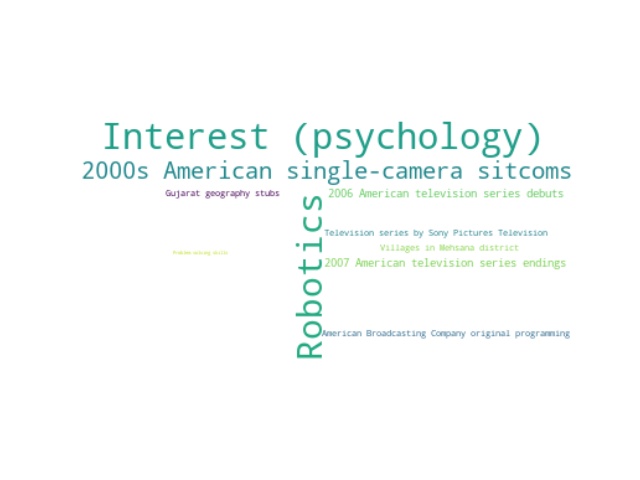 Interest (psychology)
2000s American single-camera sitcoms
Gujarat geography stubs
2006 American television series debuts
Robotics
Television series by Sony Pictures Television
Villages in Mehsana district
Problem-solving skills
2007 American television series endings
American Broadcasting Company original programming